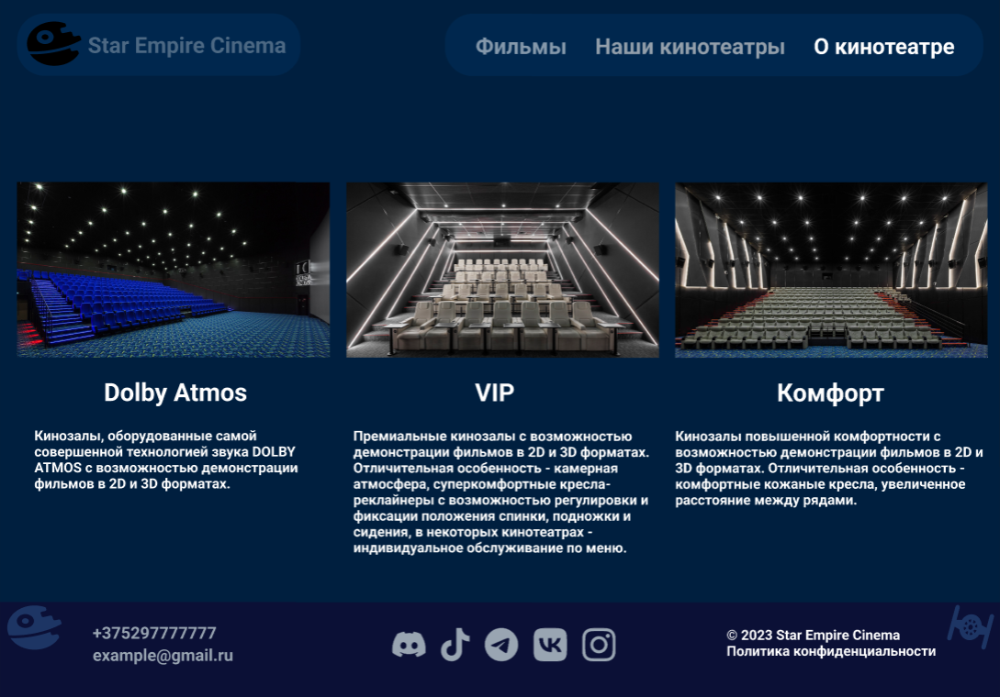 Star Empire Cinema
Фильмы Наши кинотеатры О кинотеатре
Dolby Atmos
Кинозалы, оборудованные самой
совершенной технологией звука DOLBY
ATMOS с возможностью демонстрации
фильмов в 2D и 3D форматах.
VIP
Премиальные кинозалы с возможностью
демонстрации фильмов в 2D и 3D форматах.
Отличительная особенность - камерная
атмосфера, суперкомфортные кресла-
реклайнеры с возможностью регулировки и
фиксации положения спинки, подножки и
сидения, в некоторых кинотеатрах -
индивидуальное обслуживание по меню.
Комфорт
Кинозалы повышенной комфортности с
возможностью демонстрации фильмов в 2D и
3D форматах. Отличительная особенность -
комфортные кожаные кресла, увеличенное
расстояние между рядами.
+375297777777
example@gmail.ru
© 2023 Star Empire Cinema
Политика конфиденциальности